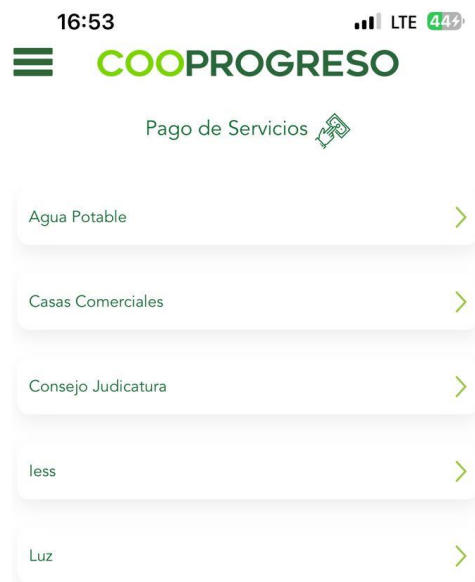 16:53 LTE 44
COOPROGRESO
Pago de Servicios
Agua Potable
Casas Comerciales
Consejo Judicatura
Iess
Luz